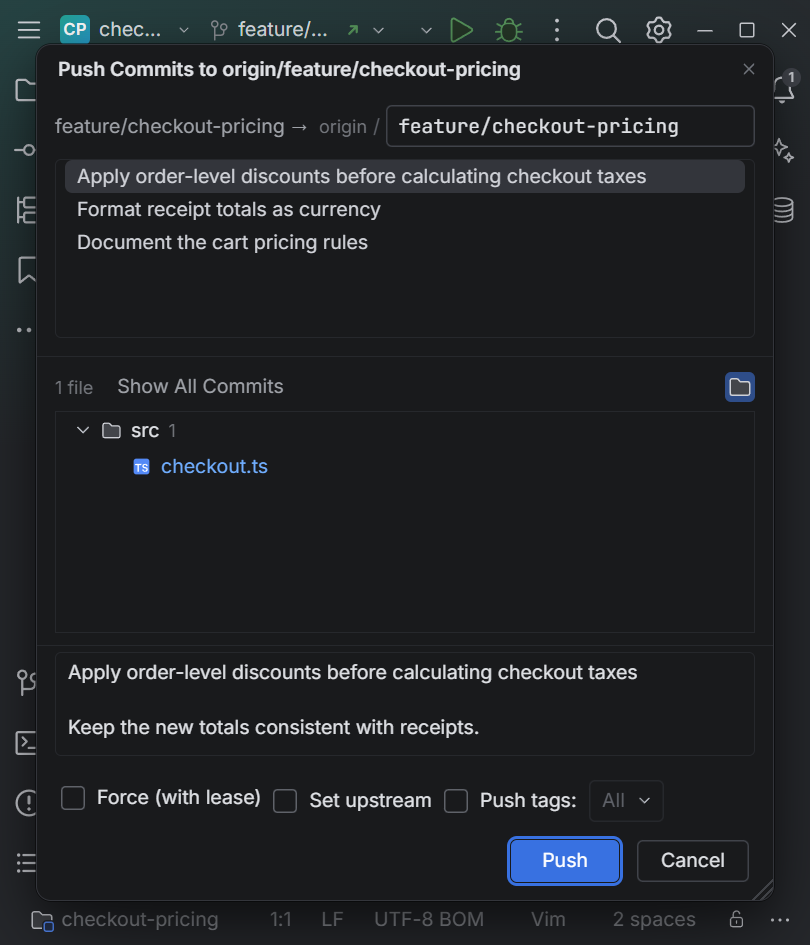 CP chec... feature/...
Push Commits to origin/feature/checkout-pricing
1
feature/checkout-pricing → origin / feature/checkout-pricing
Apply order-level discounts before calculating checkout taxes
Format receipt totals as currency
Document the cart pricing rules
1 file Show All Commits
src 1
TS checkout.ts
Apply order-level discounts before calculating checkout taxes
Keep the new totals consistent with receipts.
Force (with lease) Set upstream Push tags: All
Push Cancel
checkout-pricing 1:1 LF UTF-8 BOM Vim 2 spaces